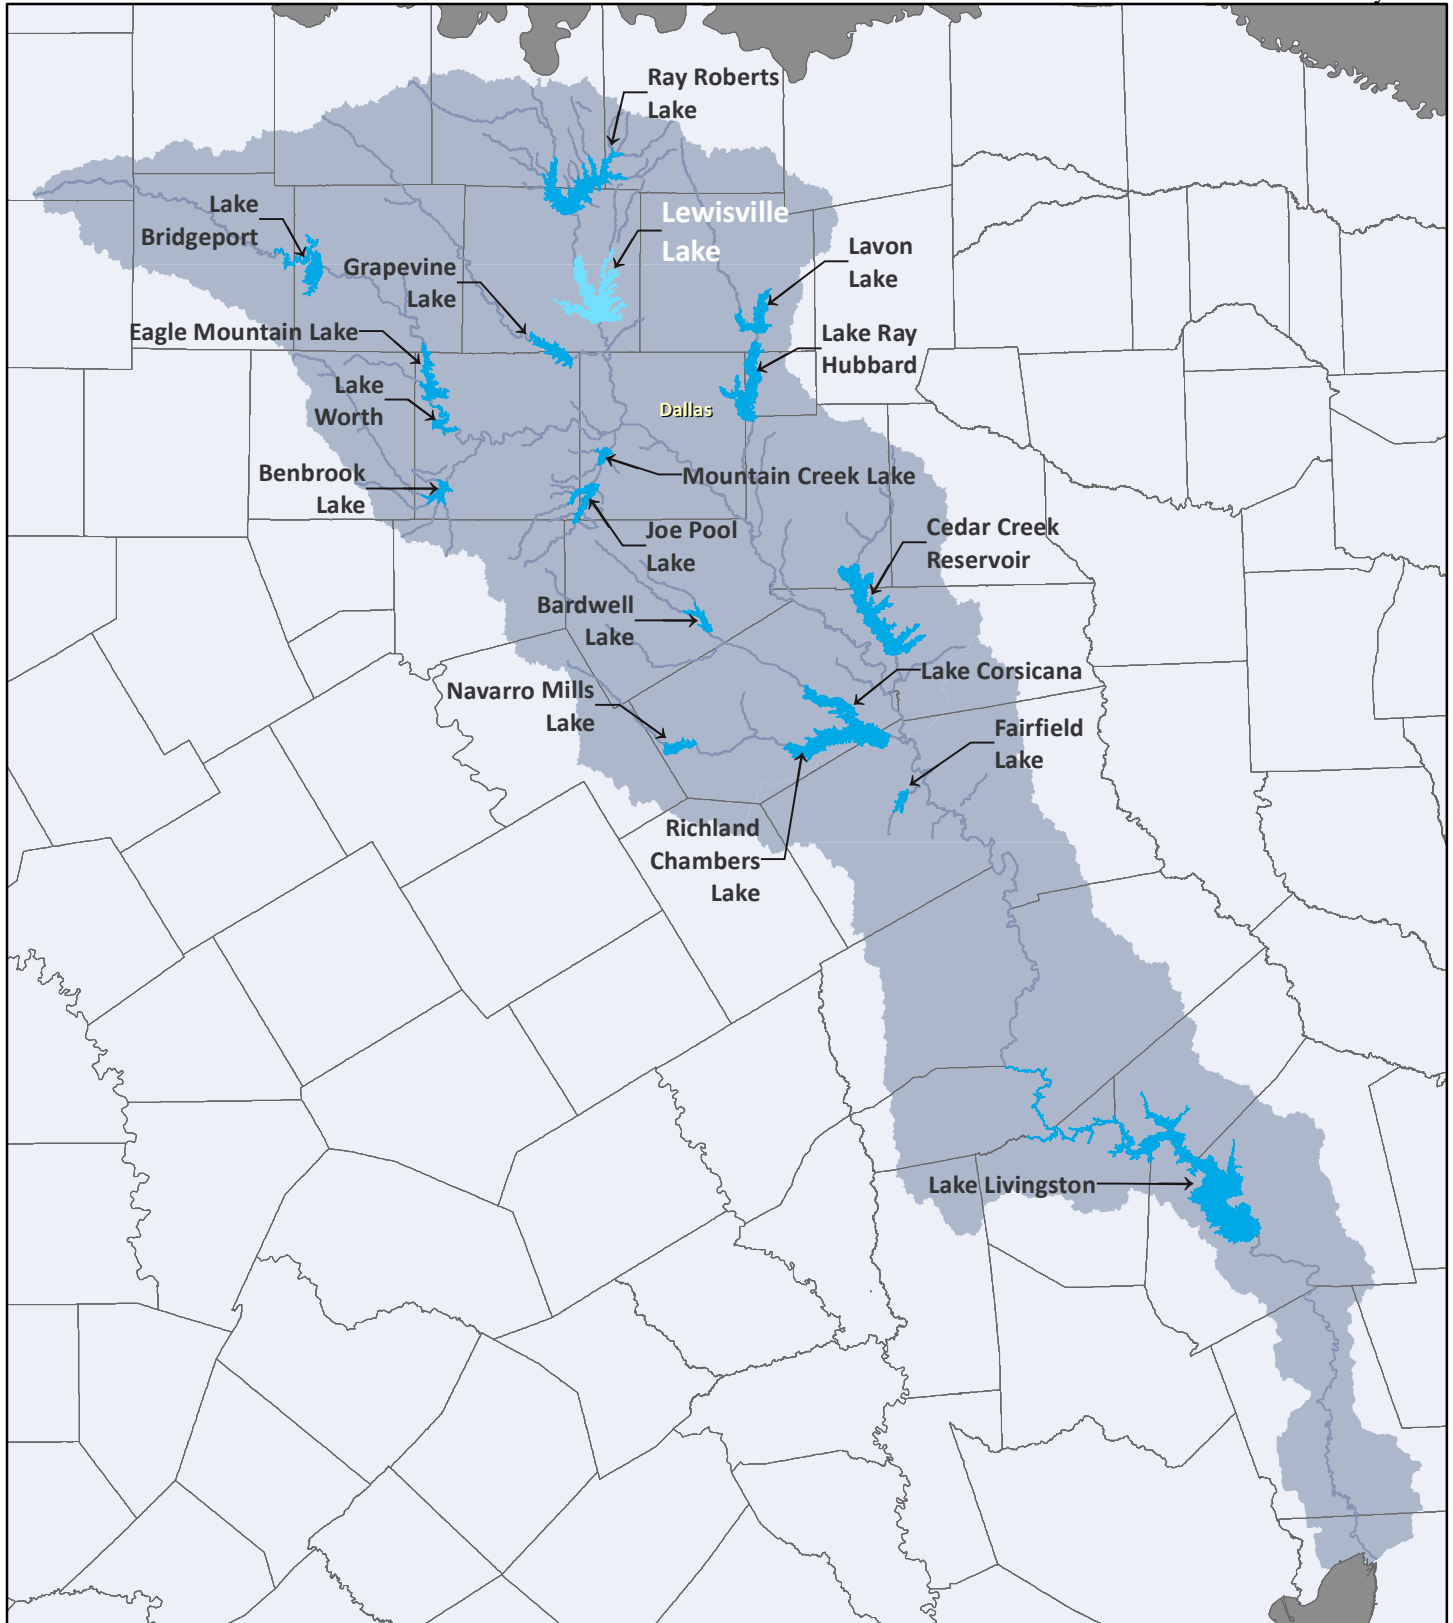 Ray Roberts
Lake
Lake
Bridgeport
Lewisville
Lake
Grapevine
Lake
Lavon
Lake
Eagle Mountain Lake
Lake Ray
Hubbard
Lake
Worth
Dallas
Benbrook
Lake
Mountain Creek Lake
Joe Pool
Lake
Cedar Creek
Reservoir
Bardwell
Lake
Lake Corsicana
Navarro Mills
Lake
Fairfield
Lake
Richland
Chambers
Lake
Lake Livingston